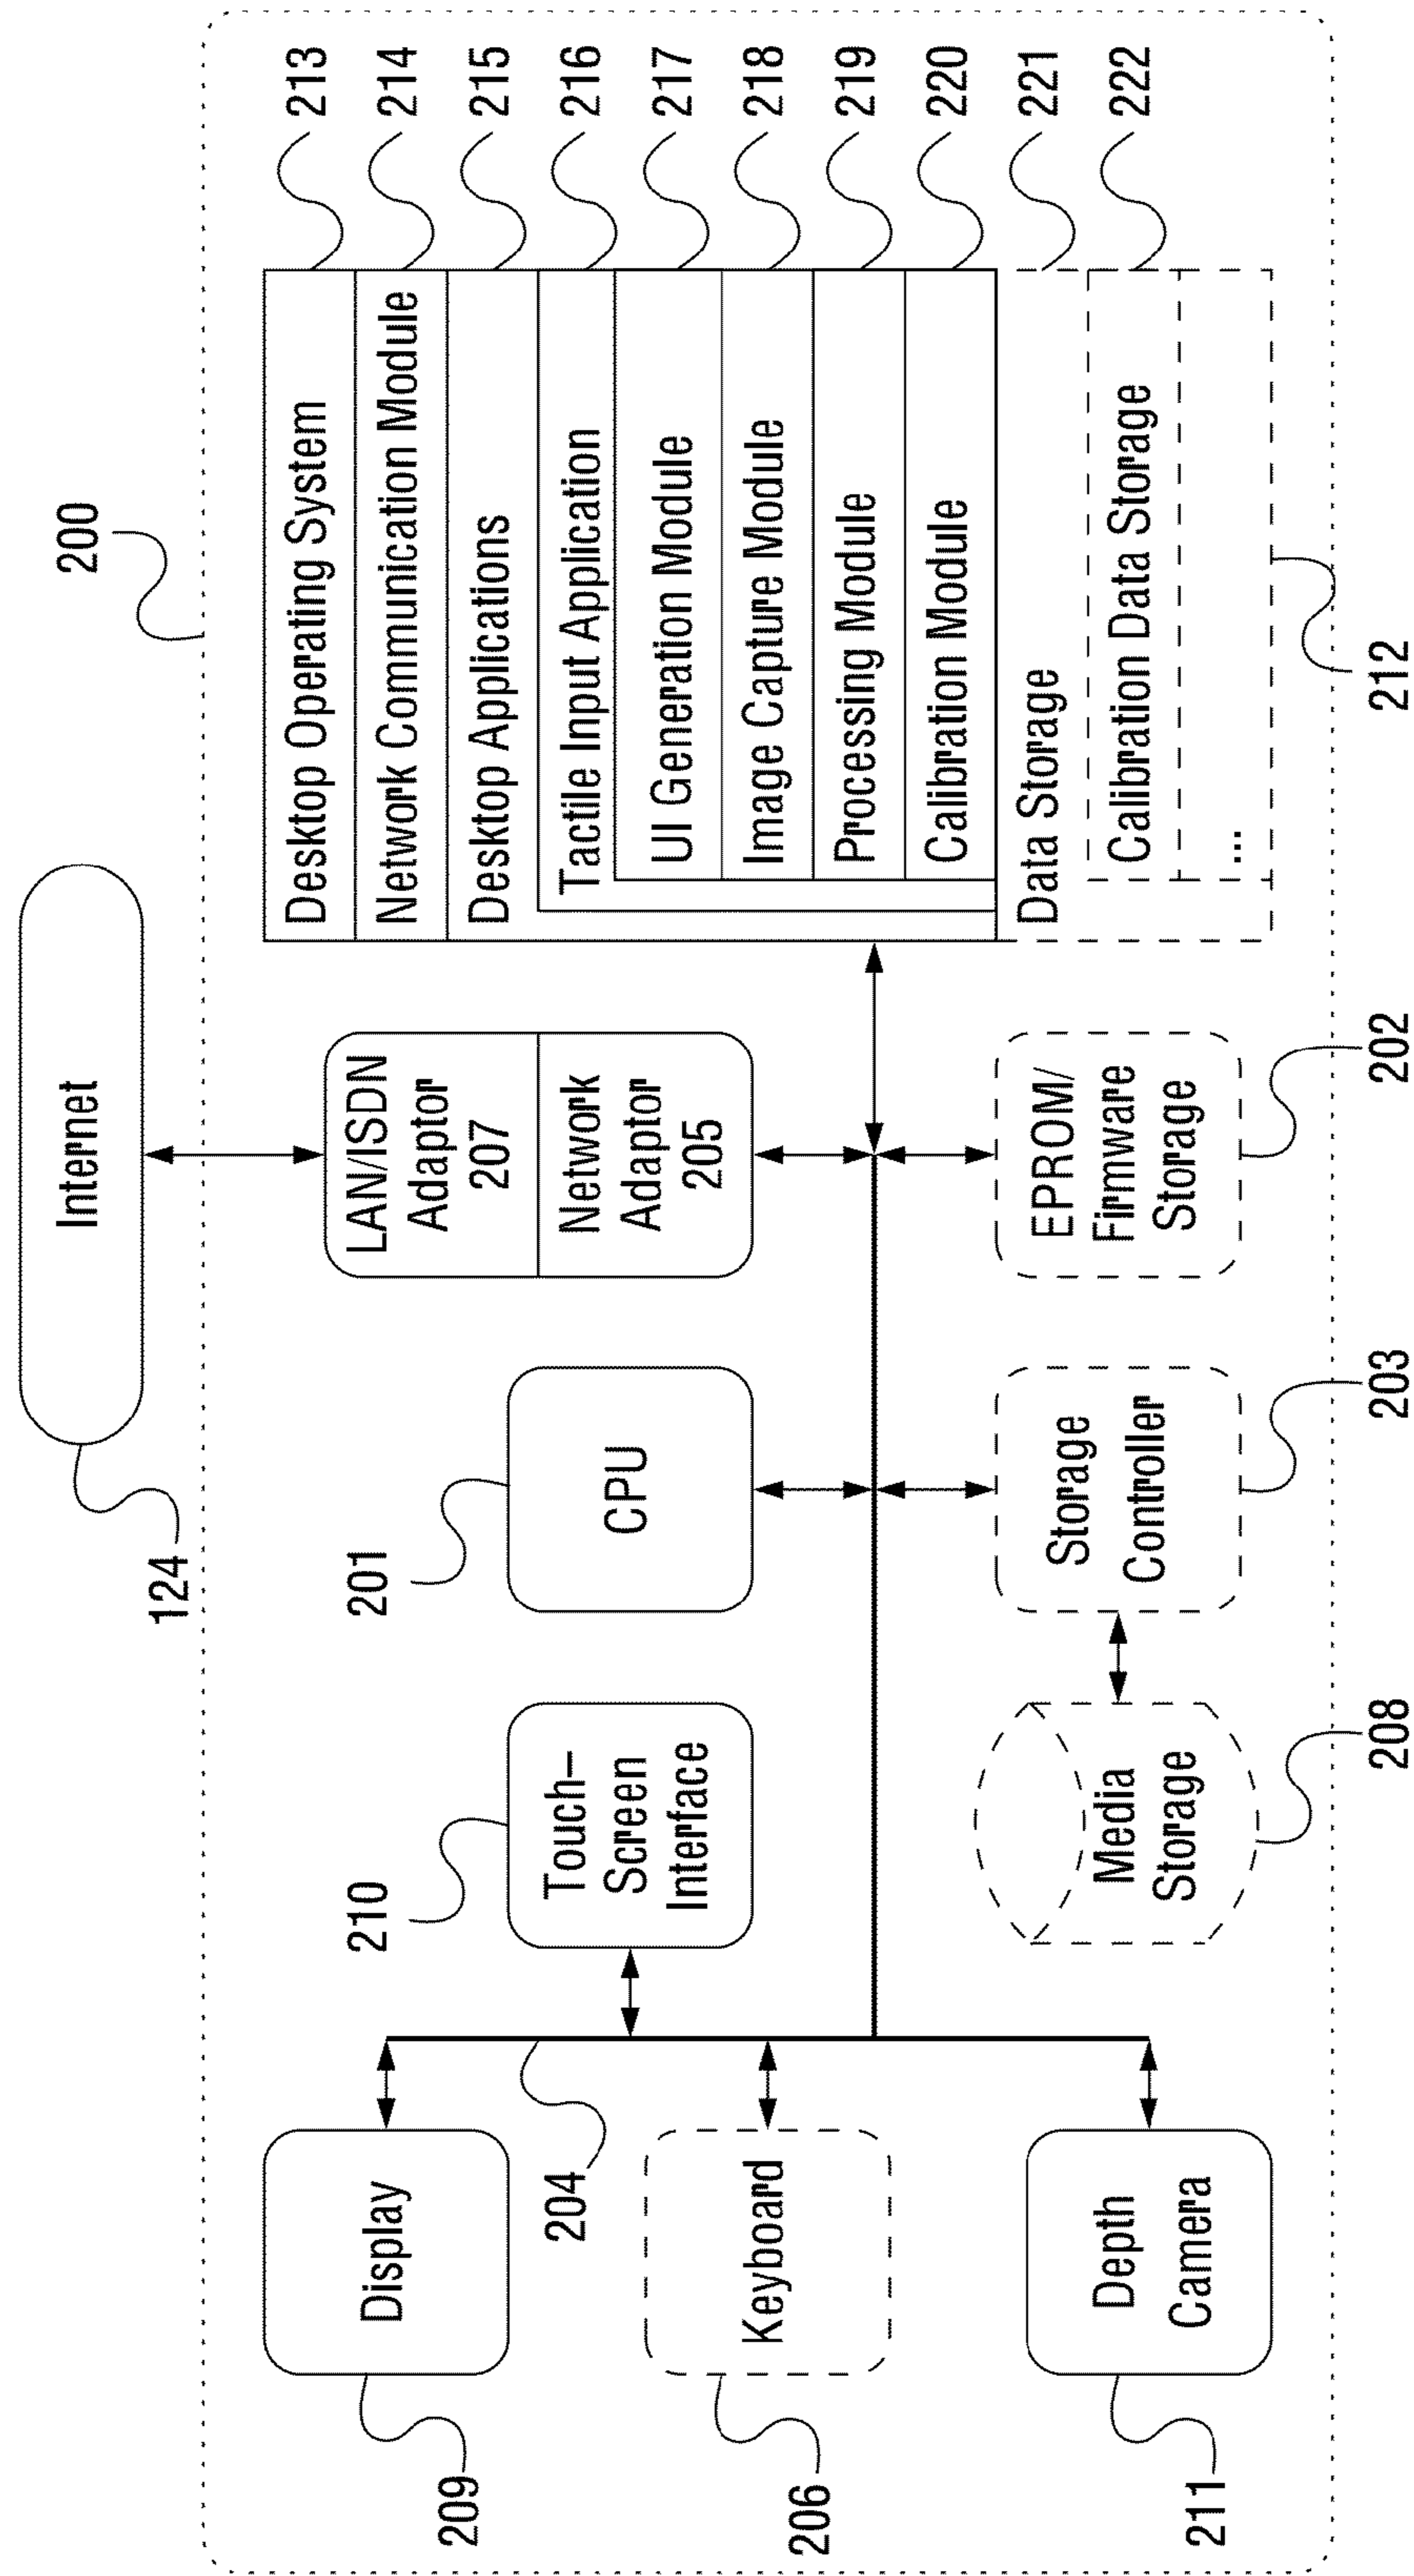 Internet
124
200
209
Display
204
206
Keyboard
211
Depth
Camera
210
Touch–
Screen
Interface
201
CPU
LAN/ISDN
Adaptor
207
Network
Adaptor
205
Media
Storage
208
Storage
Controller
203
EPROM/
Firmware
Storage
202
Desktop Operating System
213
Network Communication Module
214
Desktop Applications
215
Tactile Input Application
216
UI Generation Module
217
Image Capture Module
218
Processing Module
219
Calibration Module
220
Data Storage
221
Calibration Data Storage
222
...
212